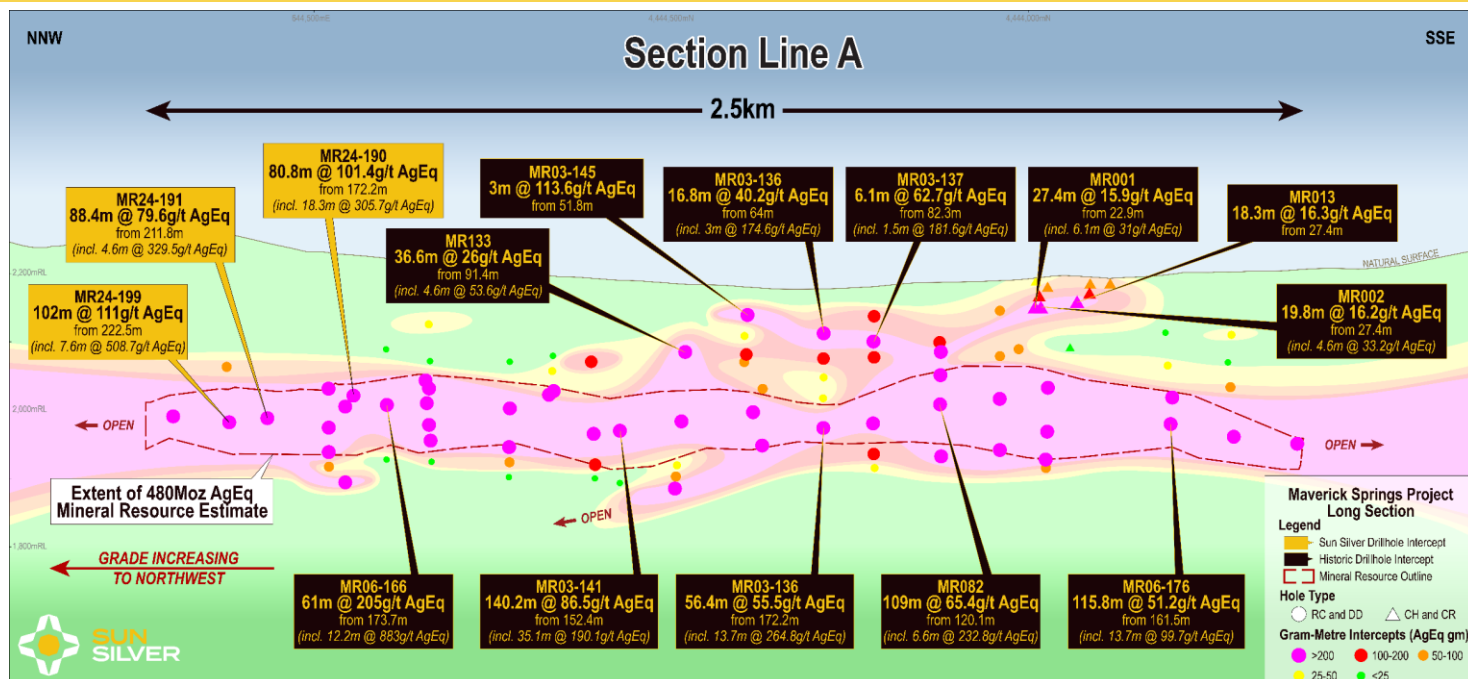 644,500mE
4,444,500mN
4,444,000mN
NNW
Section Line A
SSE
2.5km
MR24-190
80.8m @ 101.4g/t AgEq
from 172.2m
(incl. 18.3m @ 305.7g/t AgEq)
MR03-145
3m @ 113.6g/t AgEq
from 51.8m
MR03-136
16.8m @ 40.2g/t AgEq
from 64m
(incl. 3m @ 174.6g/t AgEq)
MR03-137
6.1m @ 62.7g/t AgEq
from 82.3m
(incl. 1.5m @ 181.6g/t AgEq)
MR001
27.4m @ 15.9g/t AgEq
from 22.9m
(incl. 6.1m @ 31g/t AgEq)
MR013
18.3m @ 16.3g/t AgEq
from 27.4m
MR24-191
88.4m @ 79.6g/t AgEq
from 211.8m
(incl. 4.6m @ 329.5g/t AgEq)
MR133
36.6m @ 26g/t AgEq
from 91.4m
(incl. 4.6m @ 53.6g/t AgEq)
NATURAL SURFACE
2,200mRL
MR24-199
102m @ 111g/t AgEq
from 222.5m
(incl. 7.6m @ 508.7g/t AgEq)
MR002
19.8m @ 16.2g/t AgEq
from 27.4m
(incl. 4.6m @ 33.2g/t AgEq)
2,000mRL
OPEN
OPEN
Extent of 480Moz AgEq
Mineral Resource Estimate
OPEN
1,800mRL
GRADE INCREASING
TO NORTHWEST
MR06-166
61m @ 205g/t AgEq
from 173.7m
(incl. 12.2m @ 883g/t AgEq)
MR03-141
140.2m @ 86.5g/t AgEq
from 152.4m
(incl. 35.1m @ 190.1g/t AgEq)
MR03-136
56.4m @ 55.5g/t AgEq
from 172.2m
(incl. 13.7m @ 264.8g/t AgEq)
MR082
109m @ 65.4g/t AgEq
from 120.1m
(incl. 6.6m @ 232.8g/t AgEq)
MR06-176
115.8m @ 51.2g/t AgEq
from 161.5m
(incl. 13.7m @ 99.7g/t AgEq)
SUN
SILVER
Maverick Springs Project
Long Section
Legend
Sun Silver Drillhole Intercept
Historic Drillhole Intercept
Mineral Resource Outline
Hole Type
RC and DD
CH and CR
Gram-Metre Intercepts (AgEq gm)
>200
100-200
50-100
25-50
<25